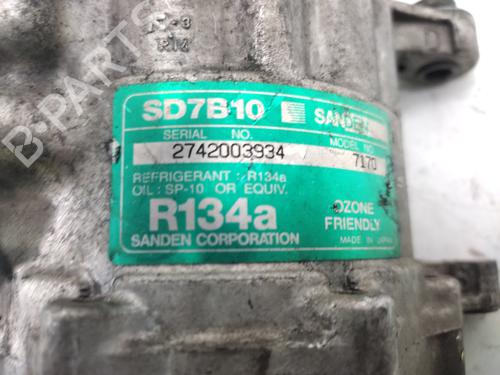 SD7B10 SANDEN
SERIAL NO. MODEL NO.
2742003934 7170
REFRIGERANT : R134a
OIL : SP-10 OR EQUIV.
R134a OZONE FRIENDLY
SANDEN CORPORATION MADE IN JAPAN
B-PARTS